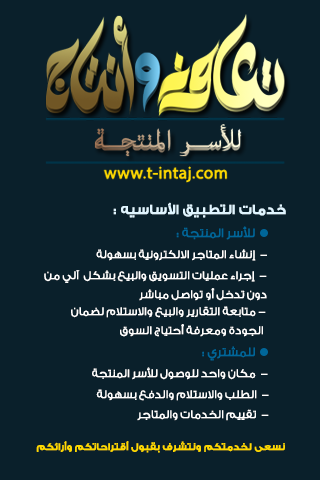 تعاون وأنتاج
للأسر المنتجة
www.t-intaj.com
خدمات التطبيق الأساسيه :
للأسر المنتجة :
– إنشاء المتاجر الالكترونية بسهولة
– إجراء عمليات التسويق والبيع بشكل آلي من
دون تدخل أو تواصل مباشر
– متابعة التقارير والبيع والاستلام لضمان
الجودة ومعرفة أحتياج السوق
للمشتري :
– مكان واحد للوصول للأسر المنتجة
– الطلب والاستلام والدفع بسهولة
– تقييم الخدمات والمتاجر
نسعى لخدمتكم ونتشرف بقبول أقتراحاتكم وأرائكم